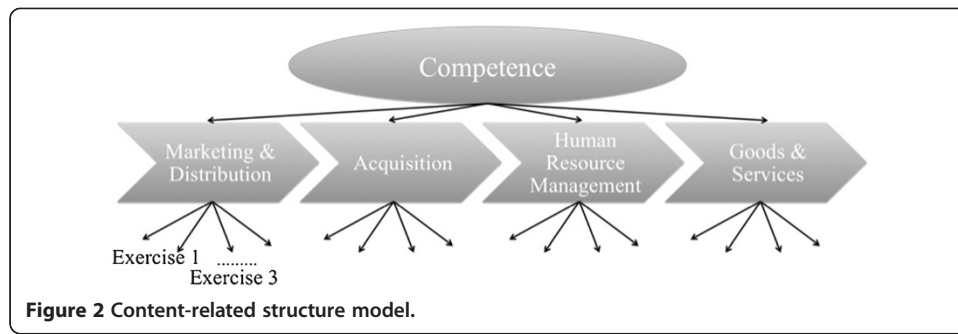 Competence
Marketing &
Distribution
Acquisition
Human
Resource
Management
Goods &
Services
Exercise 1 .........
Exercise 3
Figure 2 Content-related structure model.